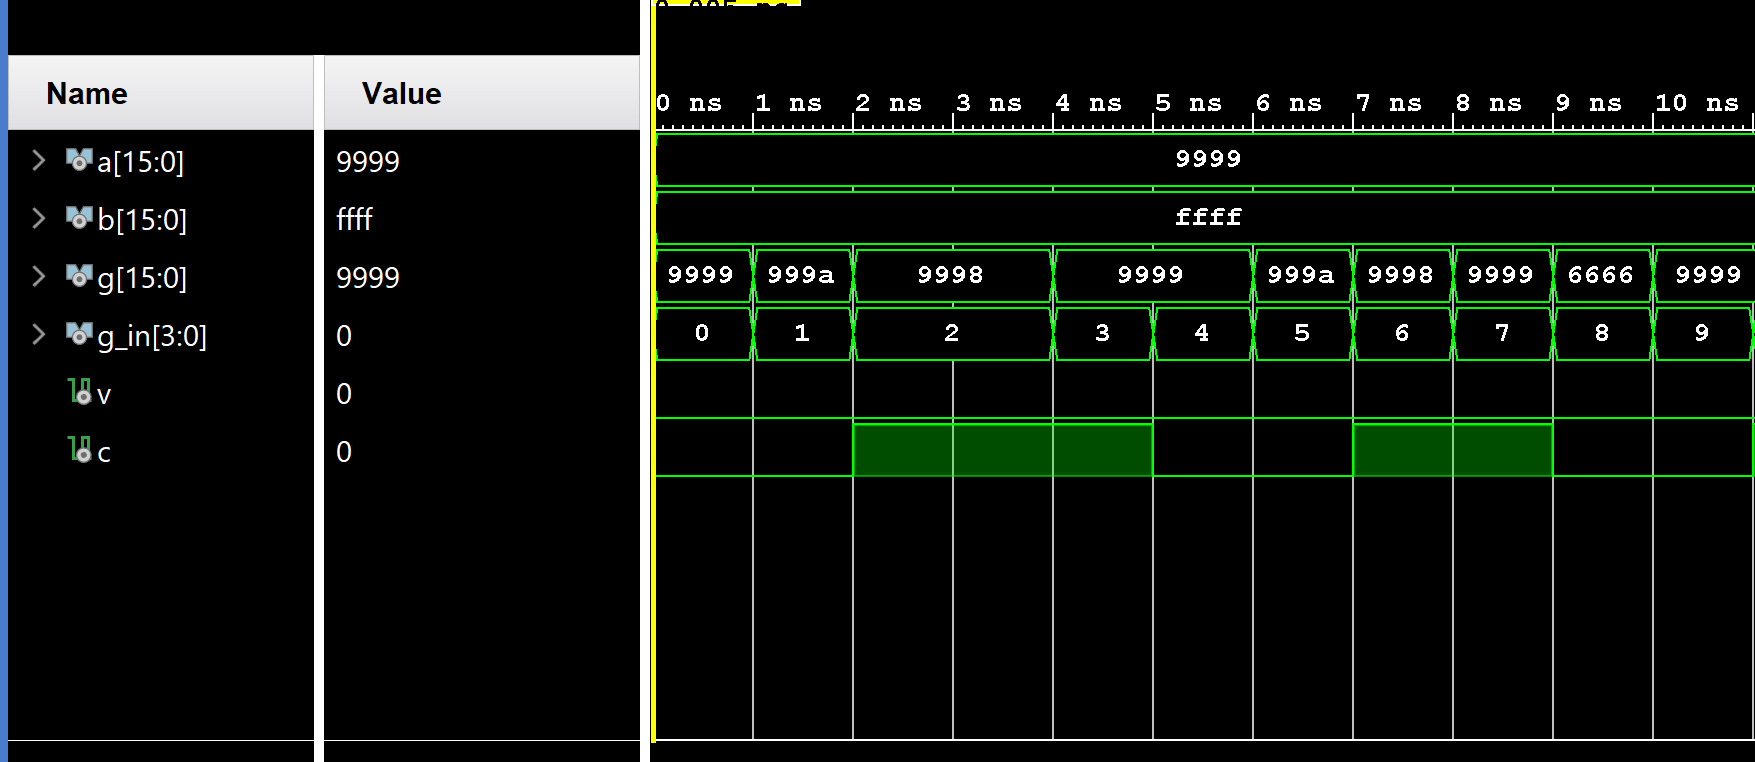 Name Value
0 ns 1 ns 2 ns 3 ns 4 ns 5 ns 6 ns 7 ns 8 ns 9 ns 10 ns
a[15:0] 9999 9999
b[15:0] ffff ffff
g[15:0] 9999 9999 999a 9998 9999 999a 9998 9999 6666 9999
g_in[3:0] 0 0 1 2 3 4 5 6 7 8 9
v 0
c 0